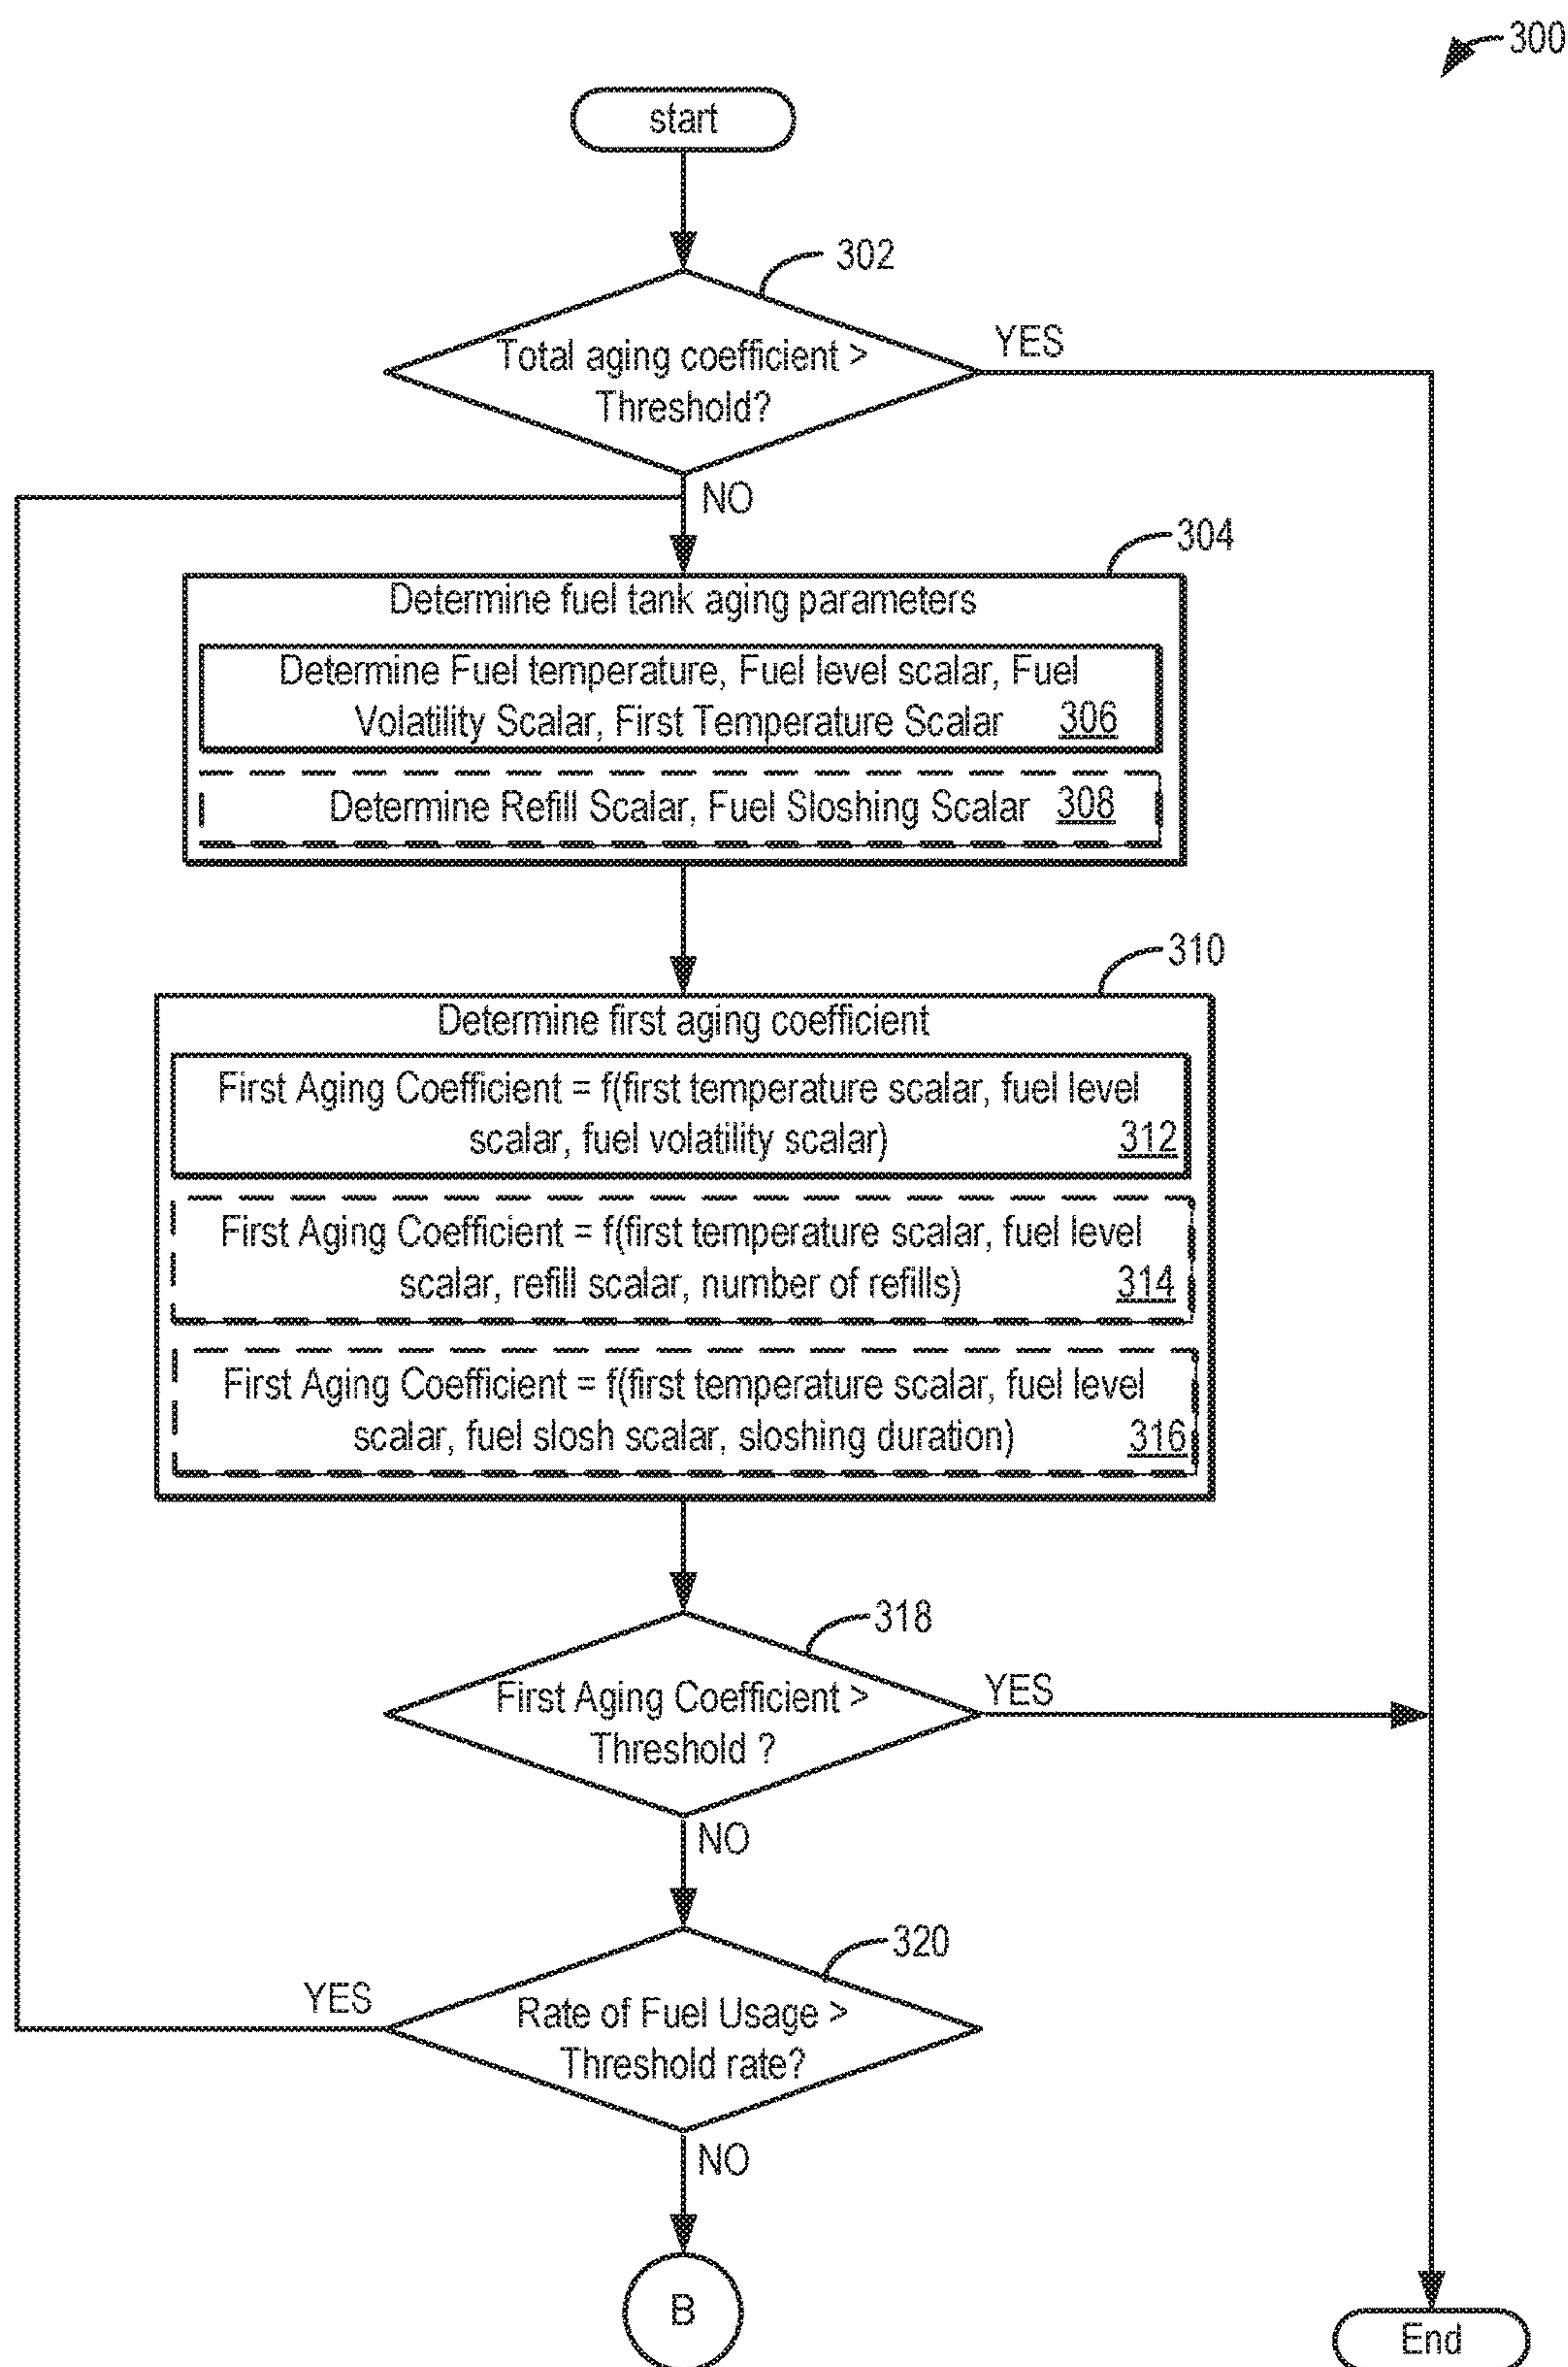 300
start
302
Total aging coefficient >
Threshold?
YES
NO
304
Determine fuel tank aging parameters
Determine Fuel temperature, Fuel level scalar, Fuel
Volatility Scalar, First Temperature Scalar 306
Determine Refill Scalar, Fuel Sloshing Scalar 308
310
Determine first aging coefficient
First Aging Coefficient = f(first temperature scalar, fuel level
scalar, fuel volatility scalar) 312
First Aging Coefficient = f(first temperature scalar, fuel level
scalar, refill scalar, number of refills) 314
First Aging Coefficient = f(first temperature scalar, fuel level
scalar, fuel slosh scalar, sloshing duration) 316
318
First Aging Coefficient >
Threshold ?
YES
NO
320
Rate of Fuel Usage >
Threshold rate?
YES
NO
B
End